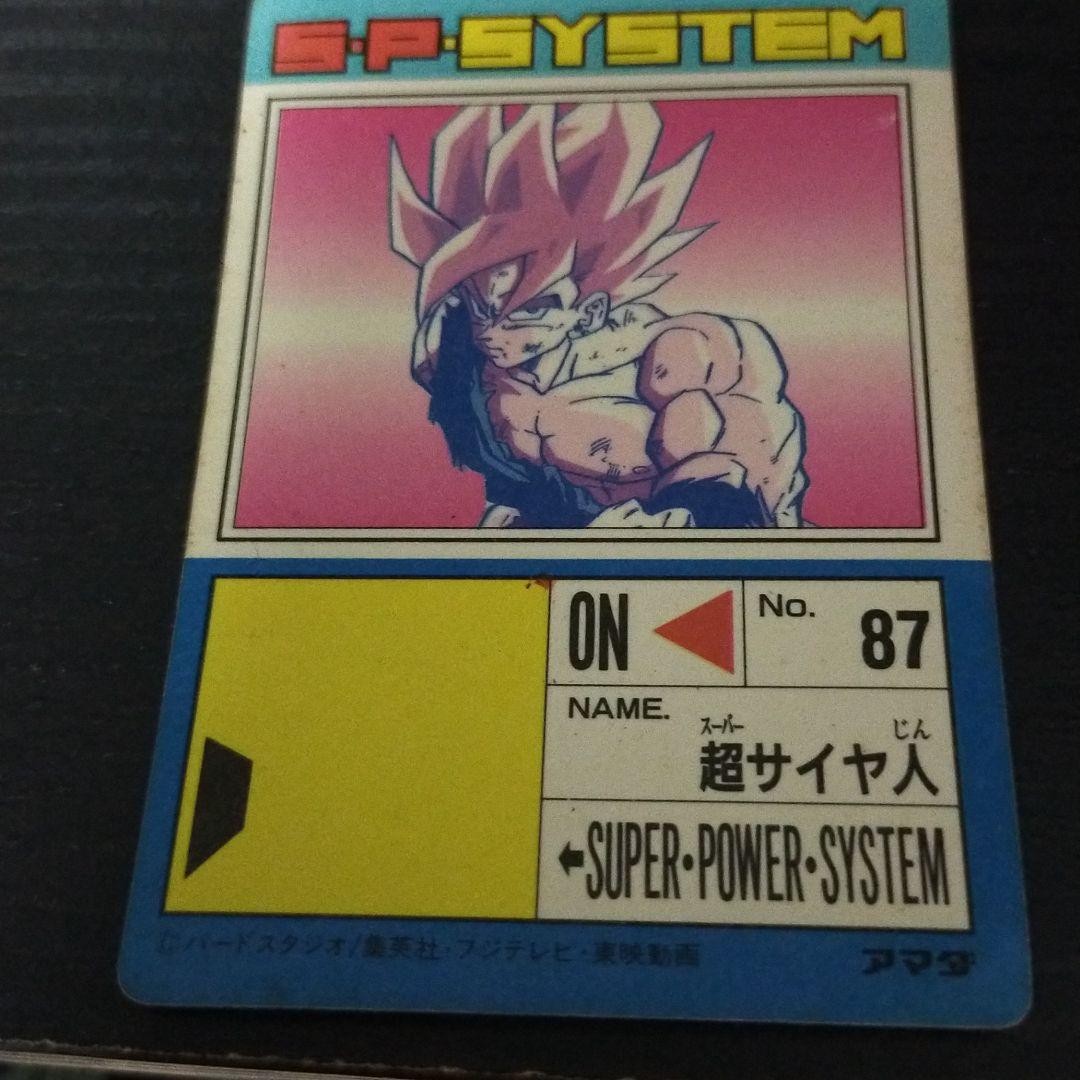 S・P・SYSTEM
ON
No.
87
NAME.
スーパー じん
超サイヤ人
SUPER・POWER・SYSTEM
©バードスタジオ/集英社・フジテレビ・東映動画
アマダ